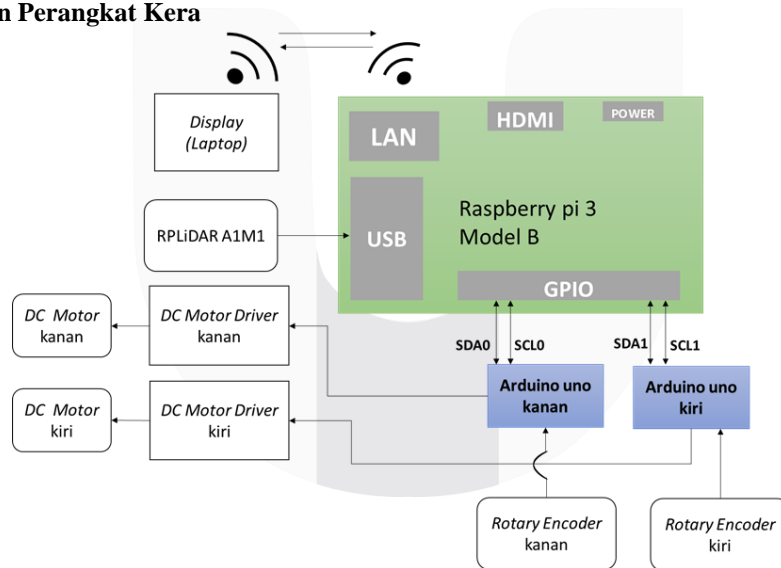 n Perangkat Kera
Display
(Laptop)
LAN
HDMI
POWER
RPLiDAR A1M1
USB
Raspberry pi 3
Model B
GPIO
DC Motor
kanan
DC Motor Driver
kanan
SDA0
SCL0
SDA1
SCL1
DC Motor
kiri
DC Motor Driver
kiri
Arduino uno
kanan
Arduino uno
kiri
Rotary Encoder
kanan
Rotary Encoder
kiri